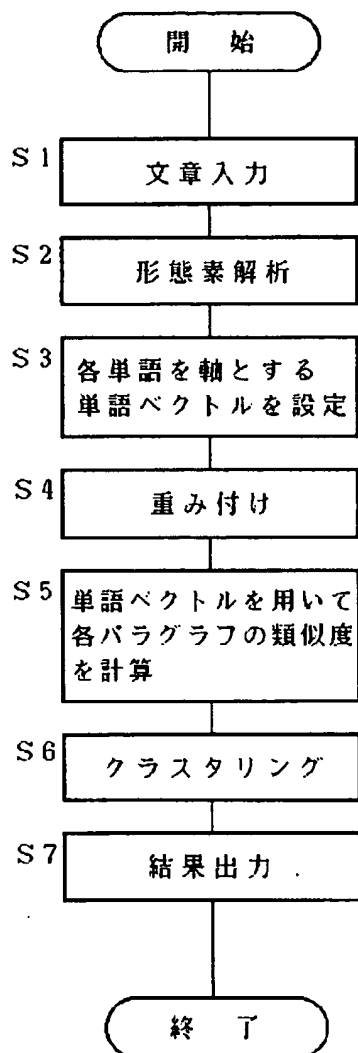 開 始
S1
文章入力
S2
形態素解析
S3
各単語を軸とする
単語ベクトルを設定
S4
重み付け
S5
単語ベクトルを用いて
各パラグラフの類似度
を計算
S6
クラスタリング
S7
結果出力
終 了